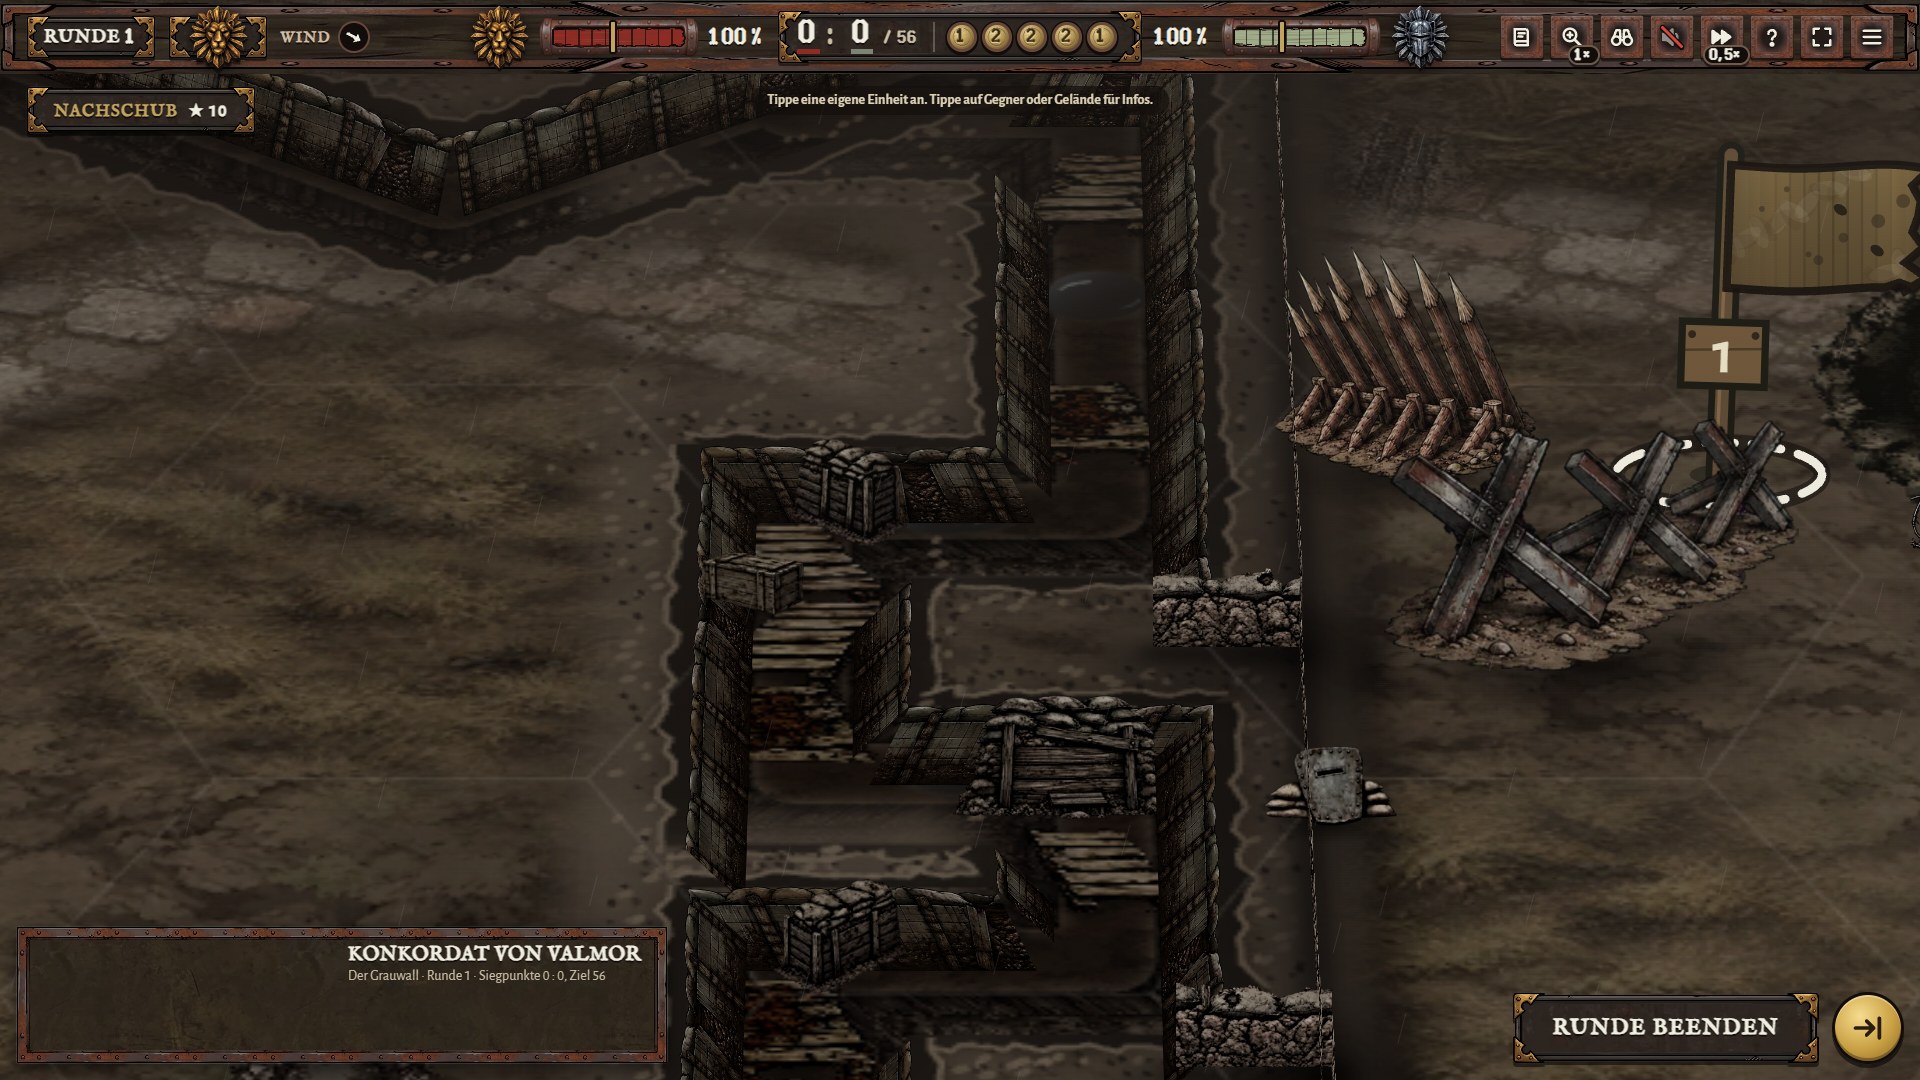 RUNDE 1
WIND
100%
0 : 0 / 56
1 2 2 2 1
100%
1x
0,5x
?
NACHSCHUB ★ 10
Tippe eine eigene Einheit an. Tippe auf Gegner oder Gelände für Infos.
1
KONKORDAT VON VALMOR
Der Grauwall · Runde 1 · Siegpunkte 0 : 0, Ziel 56
RUNDE BEENDEN